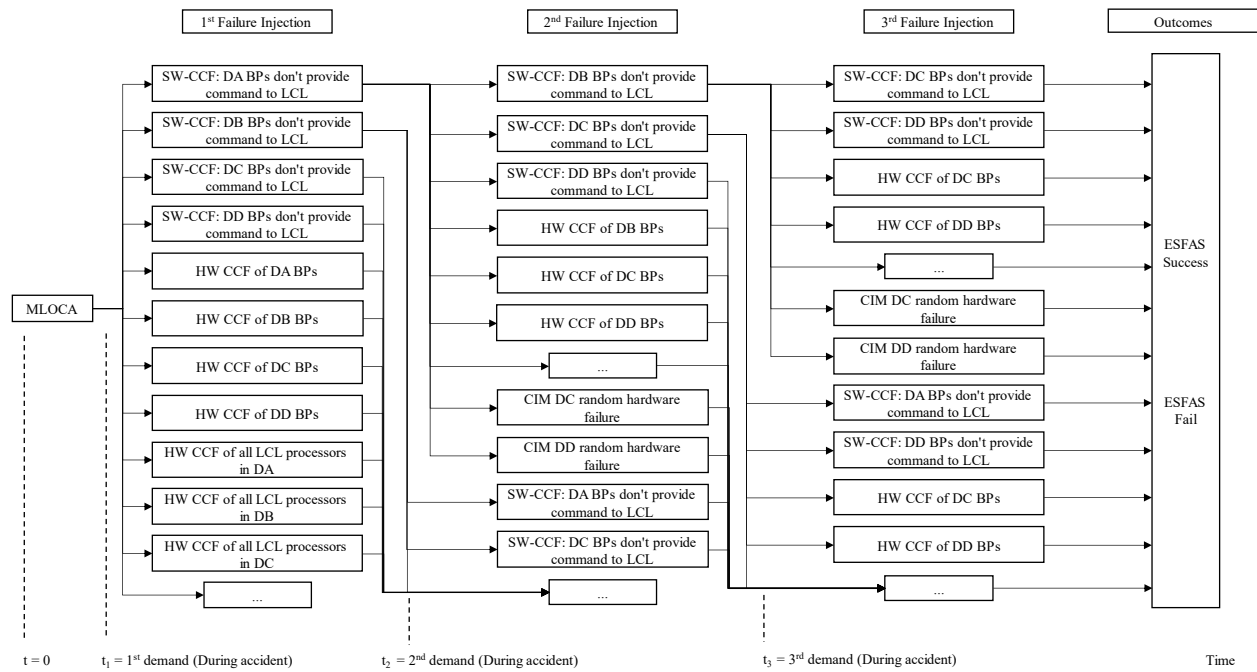 1st Failure Injection
2nd Failure Injection
3rd Failure Injection
Outcomes
MLOCA
SW-CCF: DA BPs don't provide
command to LCL
SW-CCF: DB BPs don't provide
command to LCL
SW-CCF: DC BPs don't provide
command to LCL
SW-CCF: DD BPs don't provide
command to LCL
HW CCF of DA BPs
HW CCF of DB BPs
HW CCF of DC BPs
HW CCF of DD BPs
HW CCF of all LCL processors
in DA
HW CCF of all LCL processors
in DB
HW CCF of all LCL processors
in DC
...
SW-CCF: DB BPs don't provide
command to LCL
SW-CCF: DC BPs don't provide
command to LCL
SW-CCF: DD BPs don't provide
command to LCL
HW CCF of DB BPs
HW CCF of DC BPs
HW CCF of DD BPs
...
CIM DC random hardware
failure
CIM DD random hardware
failure
SW-CCF: DA BPs don't provide
command to LCL
SW-CCF: DC BPs don't provide
command to LCL
...
SW-CCF: DC BPs don't provide
command to LCL
SW-CCF: DD BPs don't provide
command to LCL
HW CCF of DC BPs
HW CCF of DD BPs
...
CIM DC random hardware
failure
CIM DD random hardware
failure
SW-CCF: DA BPs don't provide
command to LCL
SW-CCF: DD BPs don't provide
command to LCL
HW CCF of DC BPs
HW CCF of DD BPs
...
ESFAS
Success
ESFAS
Fail
t = 0
t1 = 1st demand (During accident)
t2 = 2nd demand (During accident)
t3 = 3rd demand (During accident)
Time